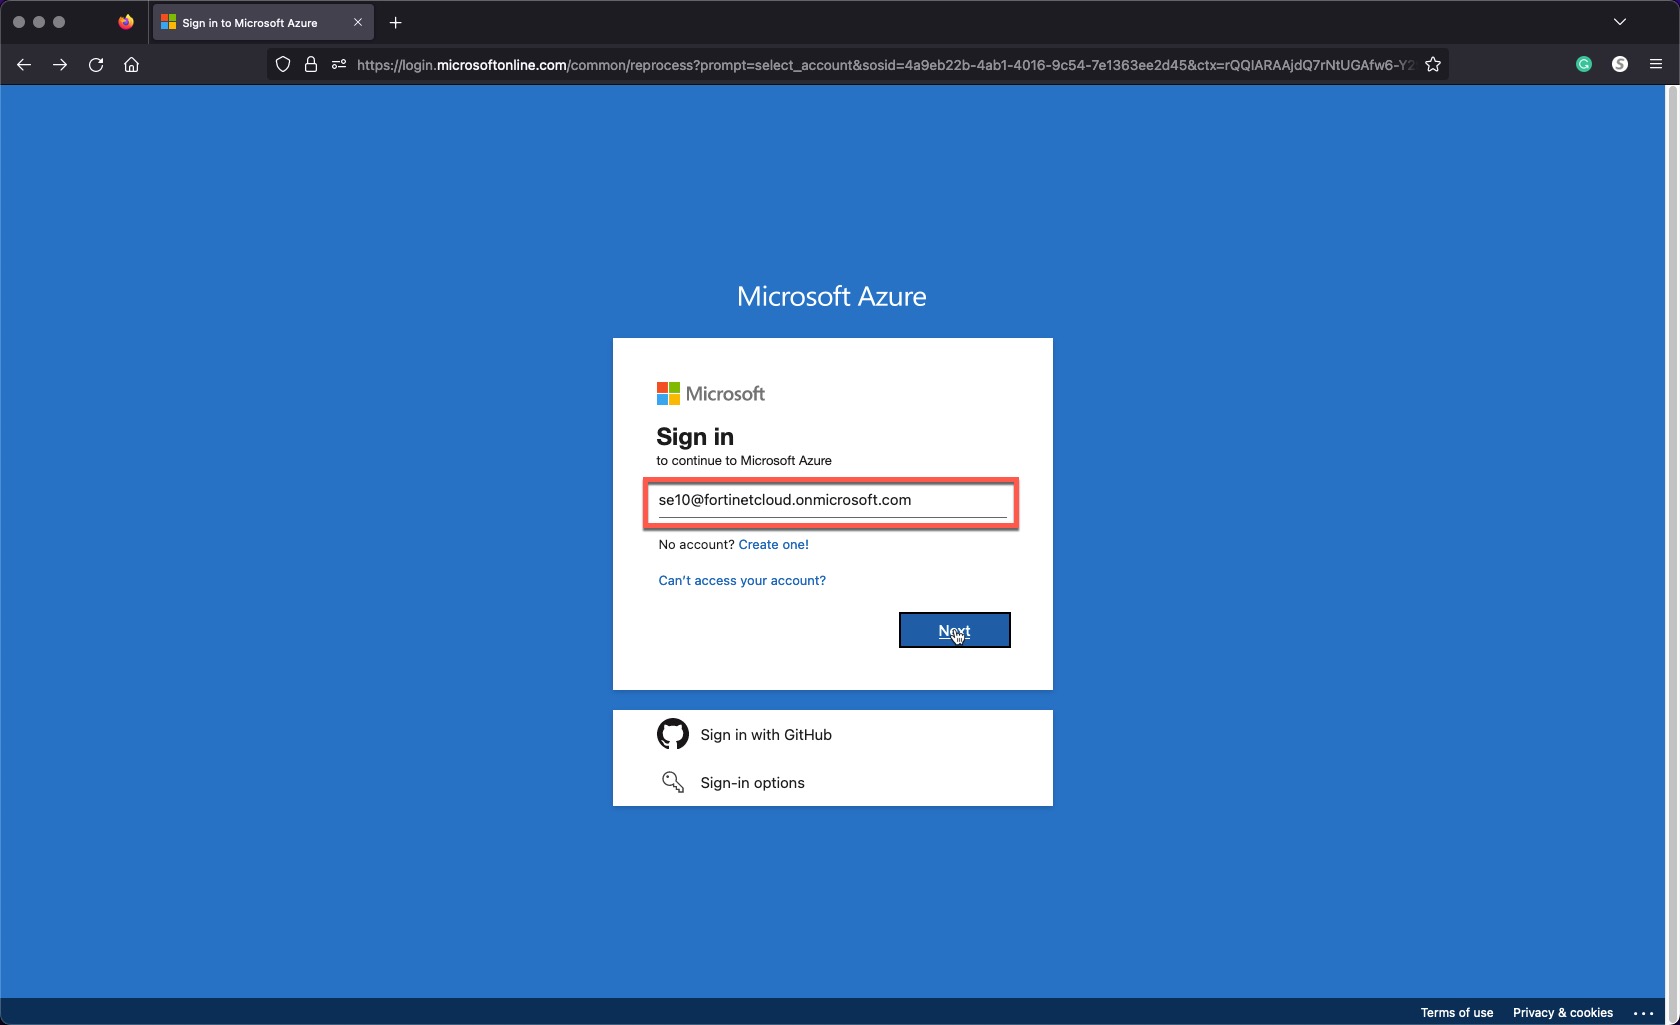 Sign in to Microsoft Azure
https://login.microsoftonline.com/common/reprocess?prompt=select_account&sosid=4a9eb22b-4ab1-4016-9c54-7e1363ee2d45&ctx=rQQIARAAjdQ7rNtUGAfw6-Y2
Microsoft Azure
Microsoft
Sign in
to continue to Microsoft Azure
se10@fortinetcloud.onmicrosoft.com
No account? Create one!
Can't access your account?
Next
Sign in with GitHub
Sign-in options
Terms of use Privacy & cookies ...